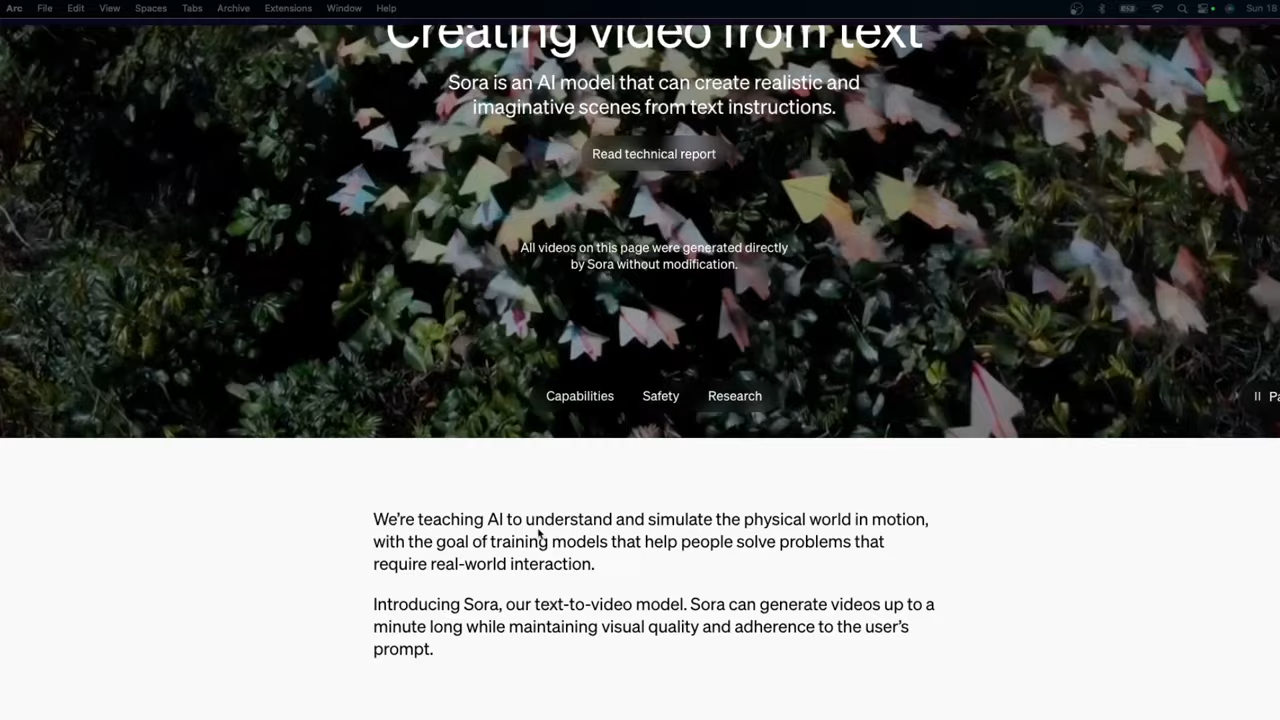 Arc File Edit View Spaces Tabs Archive Extensions Window Help Sun 18
Creating video from text
Sora is an AI model that can create realistic and
imaginative scenes from text instructions.
Read technical report
All videos on this page were generated directly
by Sora without modification.
Capabilities Safety Research Pa
We’re teaching AI to understand and simulate the physical world in motion,
with the goal of training models that help people solve problems that
require real-world interaction.
Introducing Sora, our text-to-video model. Sora can generate videos up to a
minute long while maintaining visual quality and adherence to the user’s
prompt.